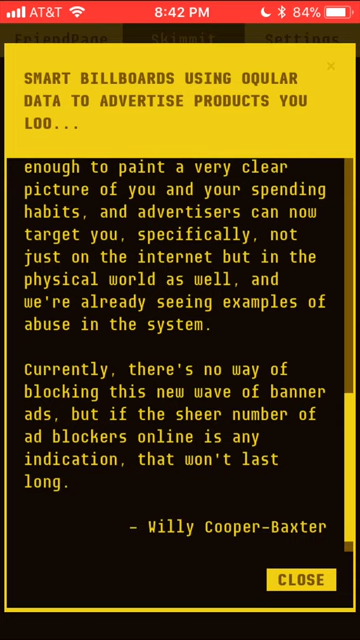 AT&T 8:42 PM 84%
FriendPage Skimmit Settings
×
SMART BILLBOARDS USING OQULAR
DATA TO ADVERTISE PRODUCTS YOU
LOO...
enough to paint a very clear
picture of you and your spending
habits, and advertisers can now
target you, specifically, not
just on the internet but in the
physical world as well, and
we're already seeing examples of
abuse in the system.
Currently, there's no way of
blocking this new wave of banner
ads, but if the sheer number of
ad blockers online is any
indication, that won't last
long.
– Willy Cooper-Baxter
CLOSE